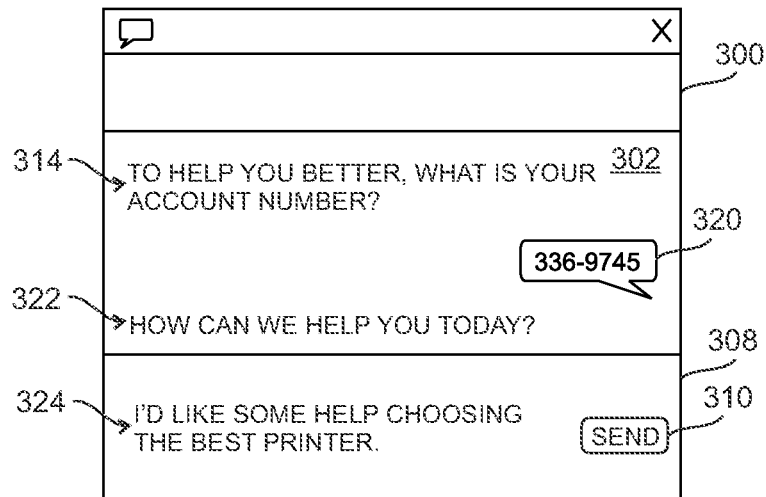 X
300
314
TO HELP YOU BETTER, WHAT IS YOUR
302
ACCOUNT NUMBER?
320
336-9745
322
HOW CAN WE HELP YOU TODAY?
308
324
I'D LIKE SOME HELP CHOOSING
310
THE BEST PRINTER.
SEND